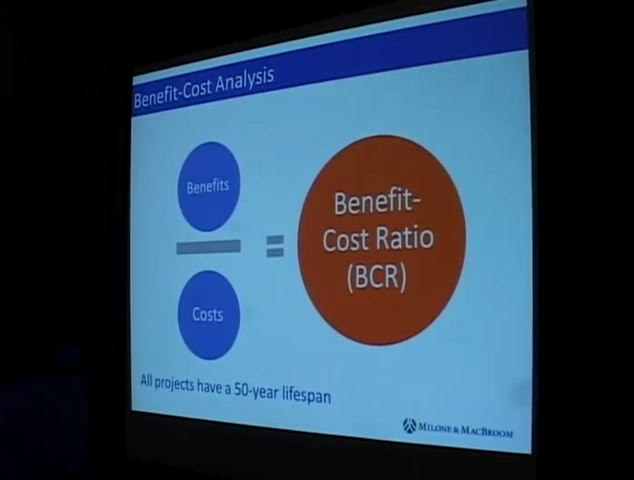 Benefit-Cost Analysis
Benefits
Costs
=
Benefit-
Cost Ratio
(BCR)
All projects have a 50-year lifespan
MILONE & MACBROOM